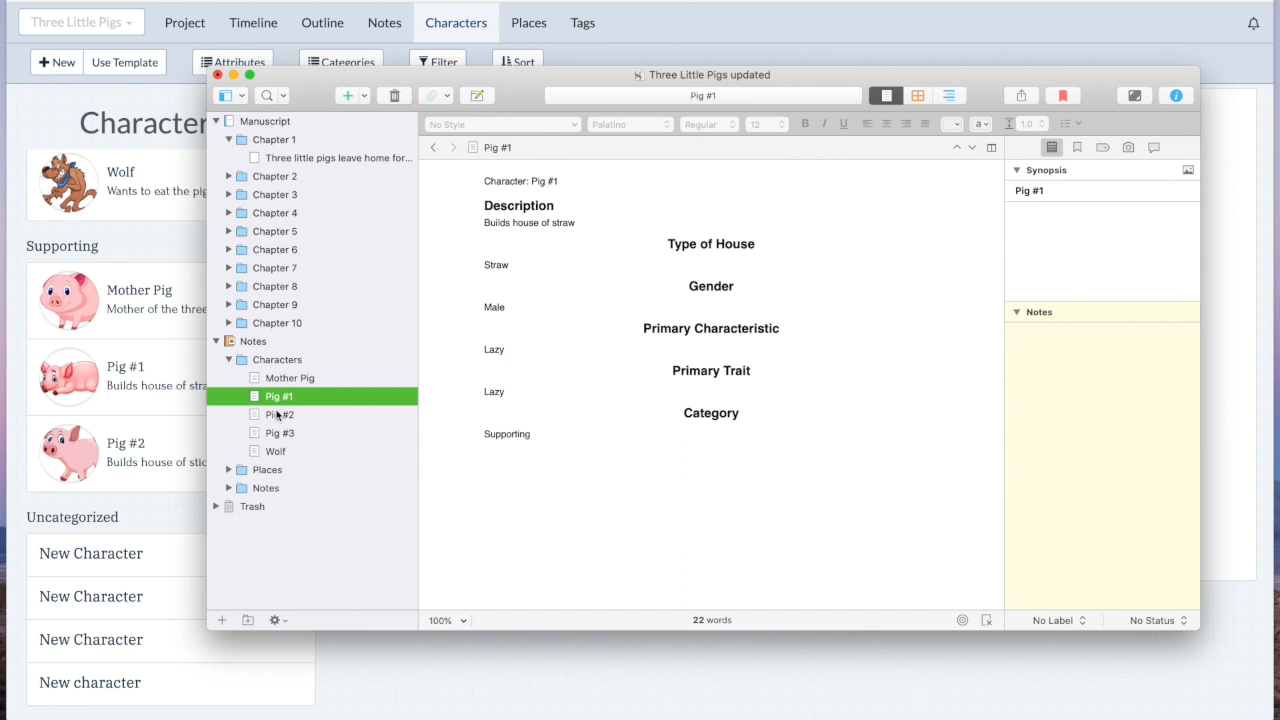 Three Little Pigs
Project
Timeline
Outline
Notes
Characters
Places
Tags
New
Use Template
Attributes
Categories
Filter
Sort
Character
Wolf
Wants to eat the pig
Supporting
Mother Pig
Mother of the three
Pig #1
Builds house of stra
Pig #2
Builds house of stic
Uncategorized
New Character
New Character
New Character
New character
Three Little Pigs updated
Pig #1
No Style
Palatino
Regular
12
B
I
U
a
1.0
Manuscript
Chapter 1
Three little pigs leave home for...
Chapter 2
Chapter 3
Chapter 4
Chapter 5
Chapter 6
Chapter 7
Chapter 8
Chapter 9
Chapter 10
Notes
Characters
Mother Pig
Pig #1
Pig #2
Pig #3
Wolf
Places
Notes
Trash
Pig #1
Character: Pig #1
Description
Builds house of straw
Type of House
Straw
Gender
Male
Primary Characteristic
Lazy
Primary Trait
Lazy
Category
Supporting
Synopsis
Pig #1
Notes
100%
22 words
No Label
No Status